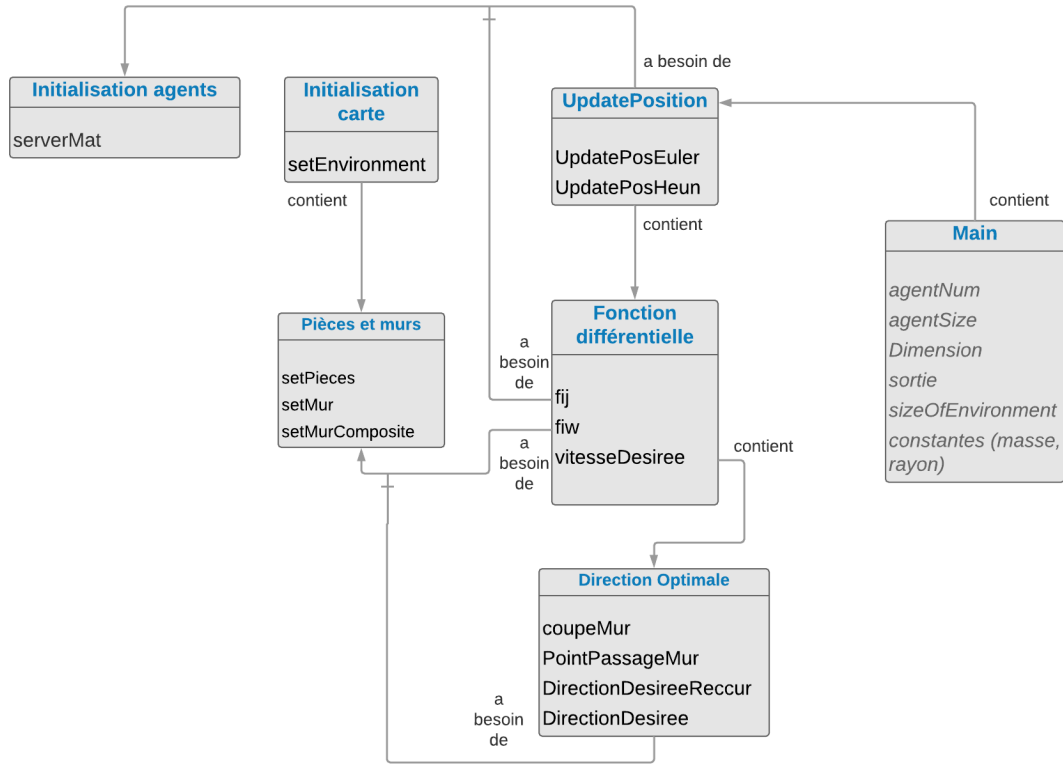 a besoin de
Initialisation agents
serverMat
Initialisation
carte
setEnvironment
contient
UpdatePosition
UpdatePosEuler
UpdatePosHeun
contient
contient
Main
agentNum
agentSize
Dimension
sortie
sizeOfEnvironment
constantes (masse,
rayon)
Pièces et murs
setPieces
setMur
setMurComposite
a
besoin
de
Fonction
différentielle
fij
fiw
vitesseDesiree
a
besoin
de
contient
Direction Optimale
coupeMur
PointPassageMur
DirectionDesireeReccur
DirectionDesiree
a
besoin
de